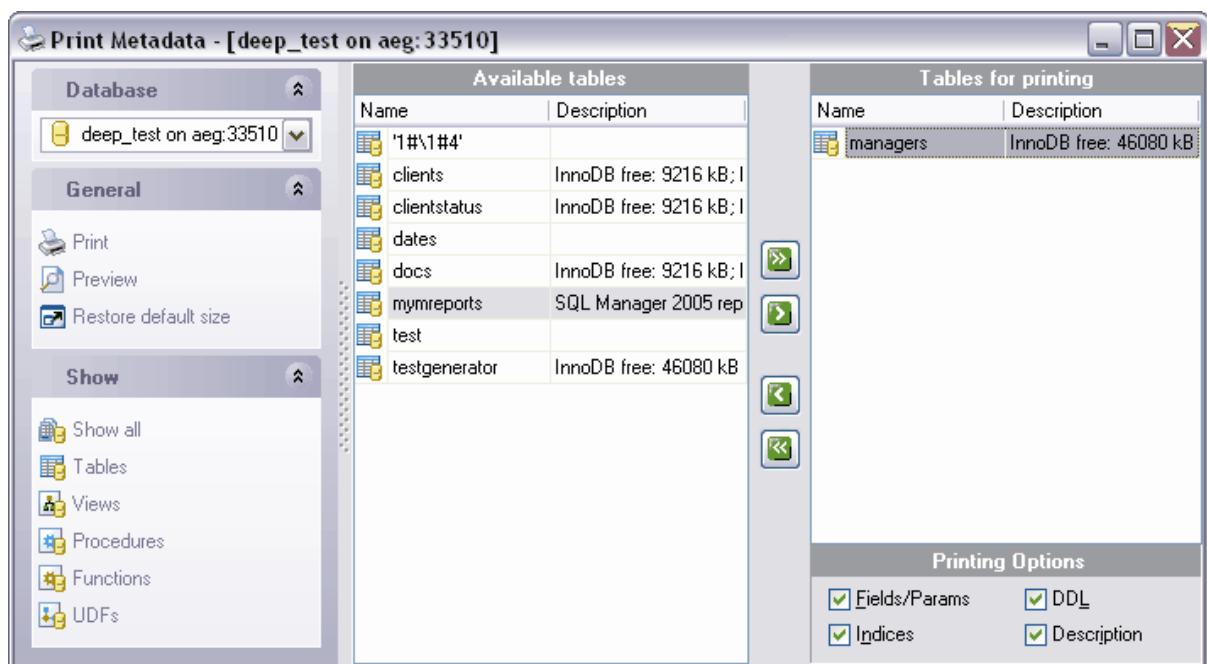 Print Metadata - [deep_test on aeg:33510]
Database
deep_test on aeg:33510
General
Print
Preview
Restore default size
Show
Show all
Tables
Views
Procedures
Functions
UDFs
Available tables
Name Description
'1#\1#4'
clients InnoDB free: 9216 kB; I
clientstatus InnoDB free: 9216 kB; I
dates
docs InnoDB free: 9216 kB; I
mymreports SQL Manager 2005 rep
test
testgenerator InnoDB free: 46080 kB
Tables for printing
Name Description
managers InnoDB free: 46080 kB
Printing Options
Fields/Params DDL
Indices Description